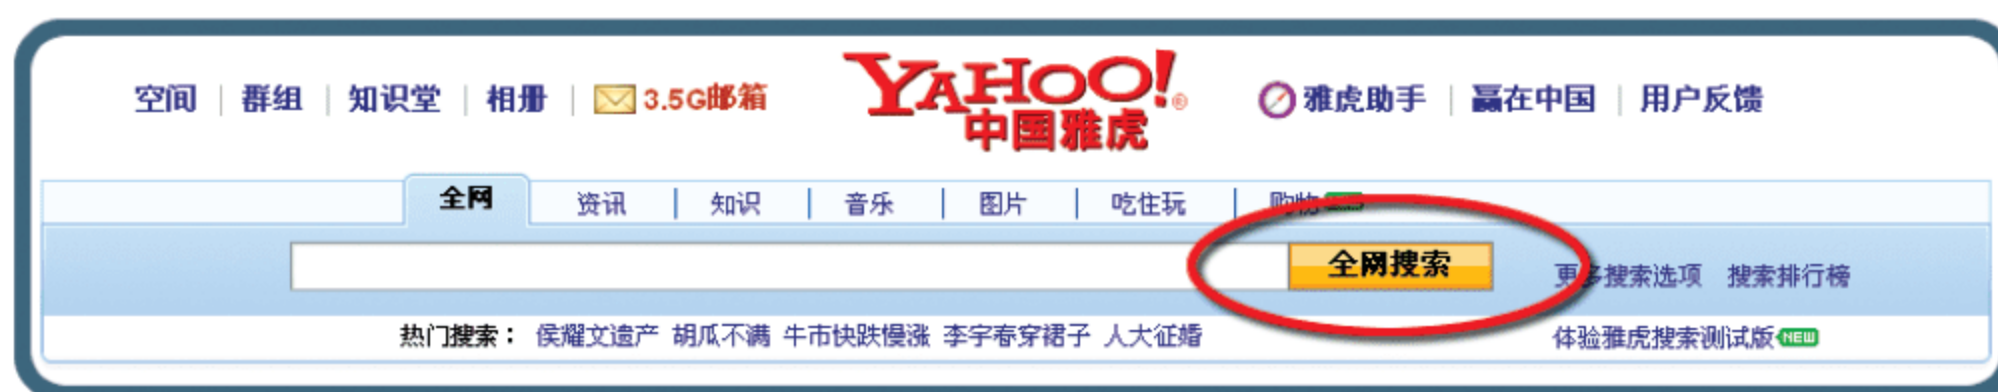 空间 群组 知识堂 相册 3.5G邮箱 YAHOO!® 雅虎助手 赢在中国 用户反馈
中国雅虎
全网 资讯 知识 音乐 图片 吃住玩 购物
全网搜索 更多搜索选项 搜索排行榜
热门搜索： 侯耀文遗产 胡瓜不满 牛市快跌慢涨 李宇春穿裙子 人大征婚 体验雅虎搜索测试版 NEW